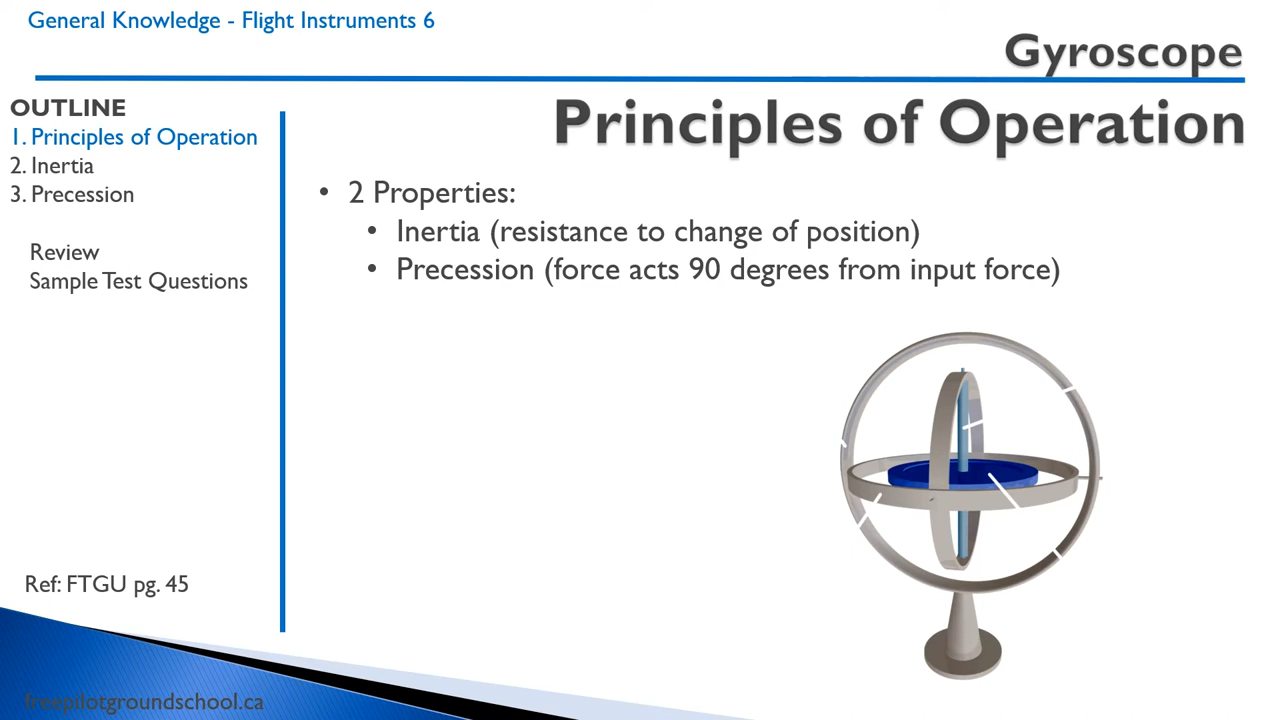 General Knowledge - Flight Instruments 6
Gyroscope
OUTLINE
1. Principles of Operation
2. Inertia
3. Precession
Review
Sample Test Questions
Ref: FTGU pg. 45
freepilotgroundschool.ca
Principles of Operation
• 2 Properties:
• Inertia (resistance to change of position)
• Precession (force acts 90 degrees from input force)